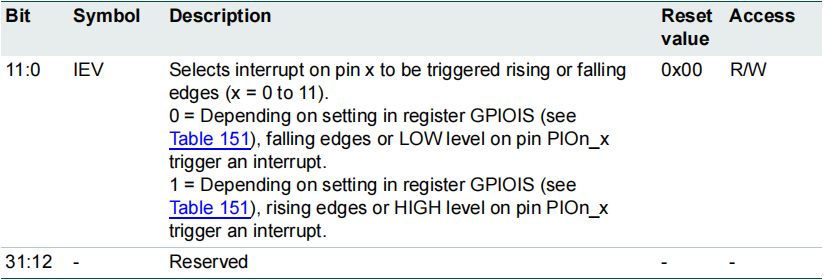 Bit Symbol Description Reset value Access
11:0 IEV Selects interrupt on pin x to be triggered rising or falling 0x00 R/W
edges (x = 0 to 11).
0 = Depending on setting in register GPIOIS (see
Table 151), falling edges or LOW level on pin PIOn_x
trigger an interrupt.
1 = Depending on setting in register GPIOIS (see
Table 151), rising edges or HIGH level on pin PIOn_x
trigger an interrupt.
31:12 - Reserved - -